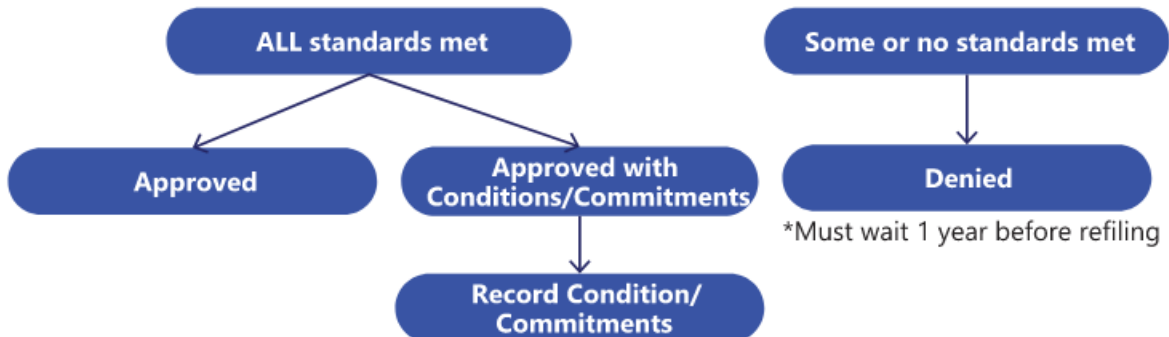 ALL standards met
Some or no standards met
Approved
Approved with
Conditions/Commitments
Denied
*Must wait 1 year before refiling
Record Condition/
Commitments